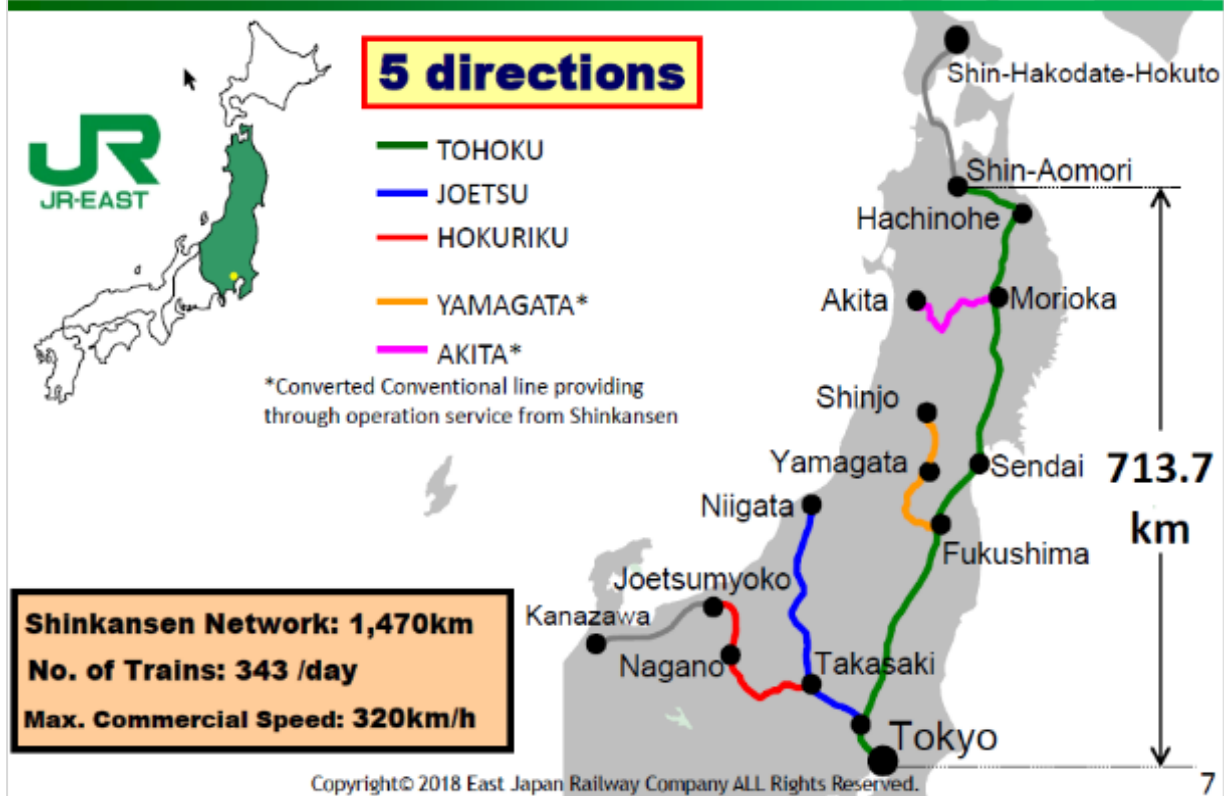 5 directions
JR
JR-EAST
TOHOKU
JOETSU
HOKURIKU
YAMAGATA*
AKITA*
*Converted Conventional line providing
through operation service from Shinkansen
Shin-Hakodate-Hokuto
Shin-Aomori
Hachinohe
Akita
Morioka
Shinjo
Yamagata
Sendai
713.7
km
Niigata
Fukushima
Joetsumyoko
Kanazawa
Nagano
Takasaki
Tokyo
Shinkansen Network: 1,470km
No. of Trains: 343 /day
Max. Commercial Speed: 320km/h
Copyright© 2018 East Japan Railway Company ALL Rights Reserved.
7